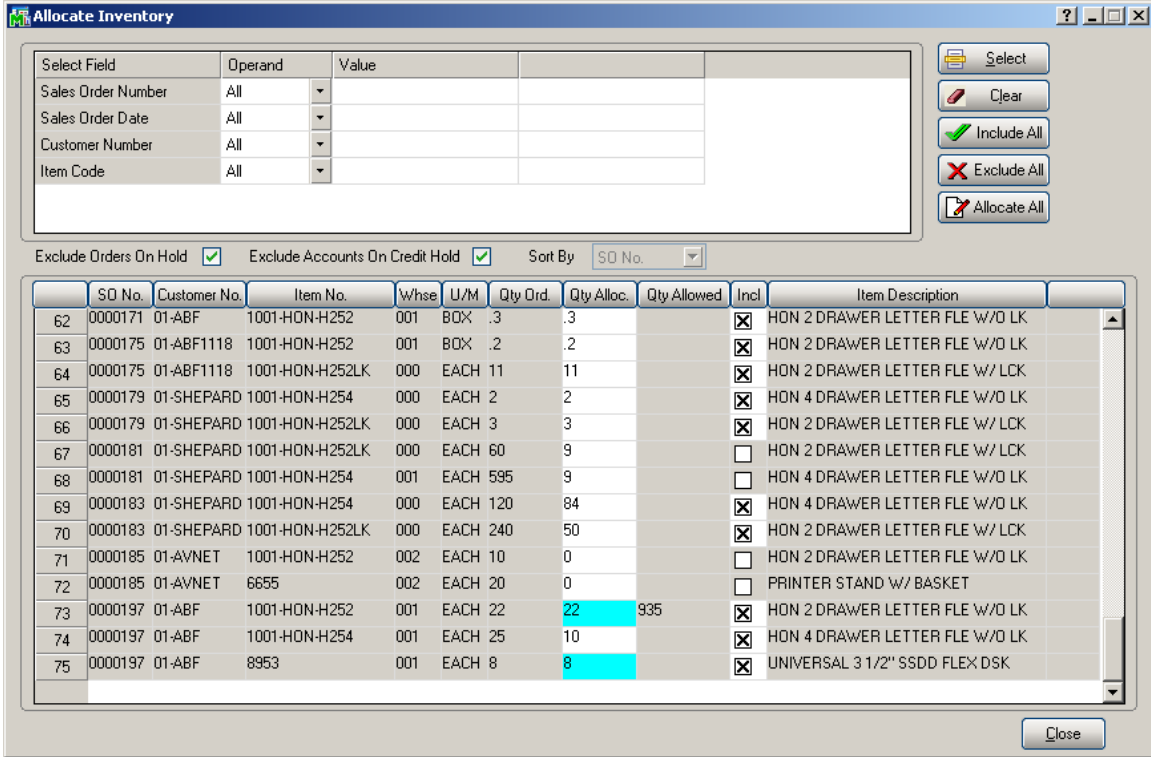 Allocate Inventory
Select Field Operand Value
Sales Order Number All
Sales Order Date All
Customer Number All
Item Code All
Select
Clear
Include All
Exclude All
Allocate All
Exclude Orders On Hold Exclude Accounts On Credit Hold Sort By SO No.
SO No. Customer No. Item No. Whse U/M Qty Ord. Qty Alloc. Qty Allowed Incl Item Description
62 0000171 01-ABF 1001-HON-H252 001 BOX .3 .3 HON 2 DRAWER LETTER FLE W/O LK
63 0000175 01-ABF1118 1001-HON-H252 001 BOX .2 .2 HON 2 DRAWER LETTER FLE W/O LK
64 0000175 01-ABF1118 1001-HON-H252LK 000 EACH 11 11 HON 2 DRAWER LETTER FLE W/ LCK
65 0000179 01-SHEPARD 1001-HON-H254 000 EACH 2 2 HON 4 DRAWER LETTER FLE W/O LK
66 0000179 01-SHEPARD 1001-HON-H252LK 000 EACH 3 3 HON 2 DRAWER LETTER FLE W/ LCK
67 0000181 01-SHEPARD 1001-HON-H252LK 000 EACH 60 9 HON 2 DRAWER LETTER FLE W/ LCK
68 0000181 01-SHEPARD 1001-HON-H254 001 EACH 595 9 HON 4 DRAWER LETTER FLE W/O LK
69 0000183 01-SHEPARD 1001-HON-H254 000 EACH 120 84 HON 4 DRAWER LETTER FLE W/O LK
70 0000183 01-SHEPARD 1001-HON-H252LK 000 EACH 240 50 HON 2 DRAWER LETTER FLE W/ LCK
71 0000185 01-AVNET 1001-HON-H252 002 EACH 10 0 HON 2 DRAWER LETTER FLE W/O LK
72 0000185 01-AVNET 6655 002 EACH 20 0 PRINTER STAND W/ BASKET
73 0000197 01-ABF 1001-HON-H252 001 EACH 22 22 935 HON 2 DRAWER LETTER FLE W/O LK
74 0000197 01-ABF 1001-HON-H254 001 EACH 25 10 HON 4 DRAWER LETTER FLE W/O LK
75 0000197 01-ABF 8953 001 EACH 8 8 UNIVERSAL 3 1/2" SSDD FLEX DSK
Close